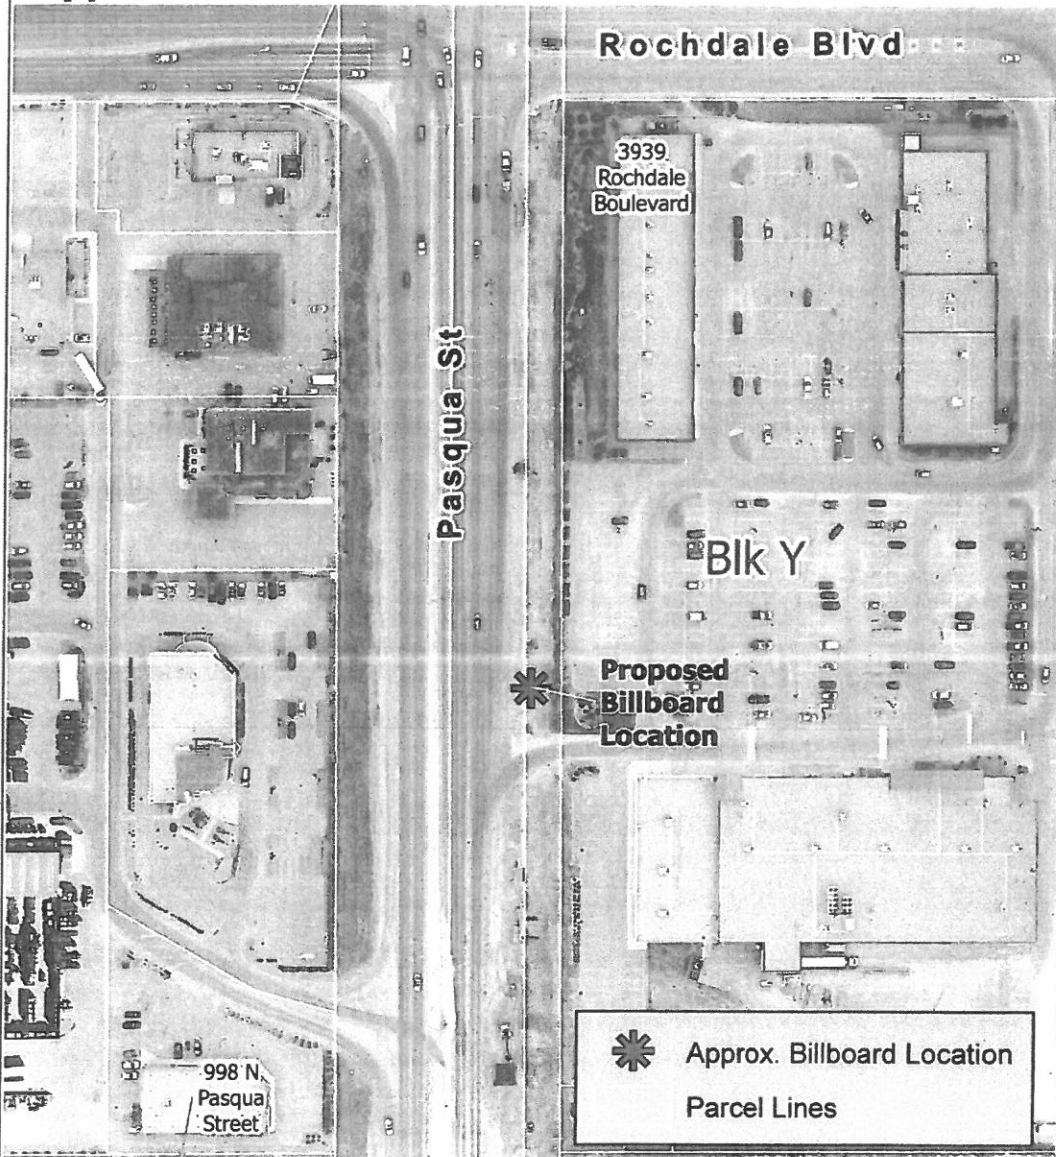 Rochdale Blvd
3939
Rochdale
Boulevard
Pasqua St
Blk Y
Proposed
Billboard
Location
998 N
Pasqua
Street
Approx. Billboard Location
Parcel Lines